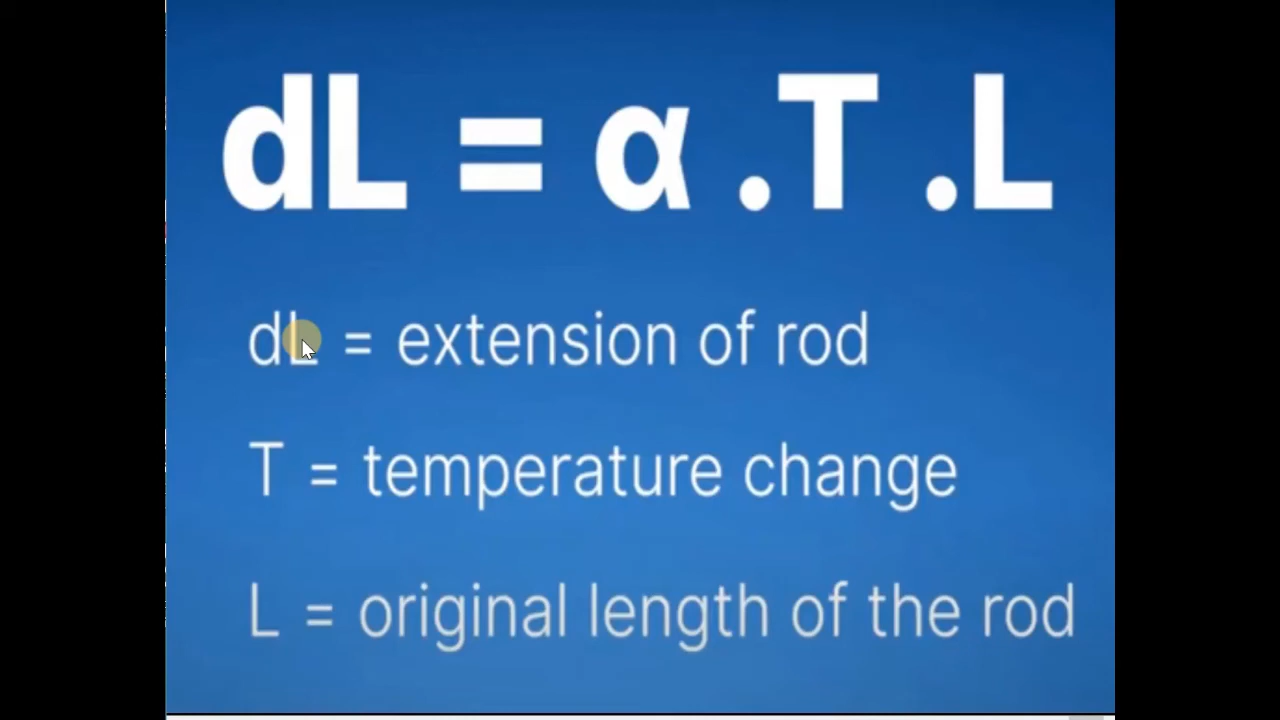 dL = α .T .L
dL = extension of rod
T = temperature change
L = original length of the rod